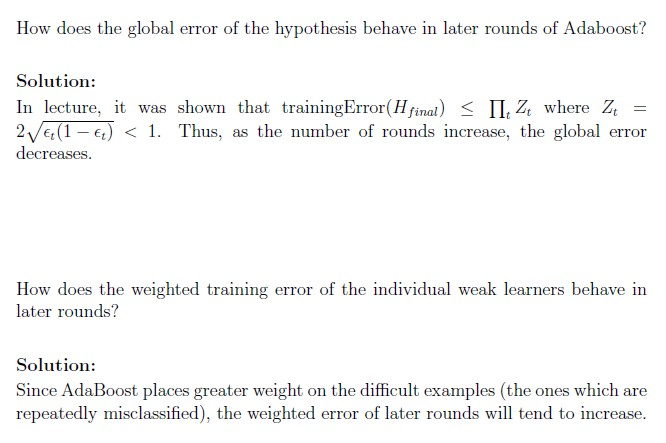 How does the global error of the hypothesis behave in later rounds of Adaboost?
Solution:
In lecture, it was shown that trainingError(H_{final}) ≤ ∏_t Z_t where Z_t =
2√(ϵ_t(1 − ϵ_t)) < 1. Thus, as the number of rounds increase, the global error
decreases.
How does the weighted training error of the individual weak learners behave in
later rounds?
Solution:
Since AdaBoost places greater weight on the difficult examples (the ones which are
repeatedly misclassified), the weighted error of later rounds will tend to increase.